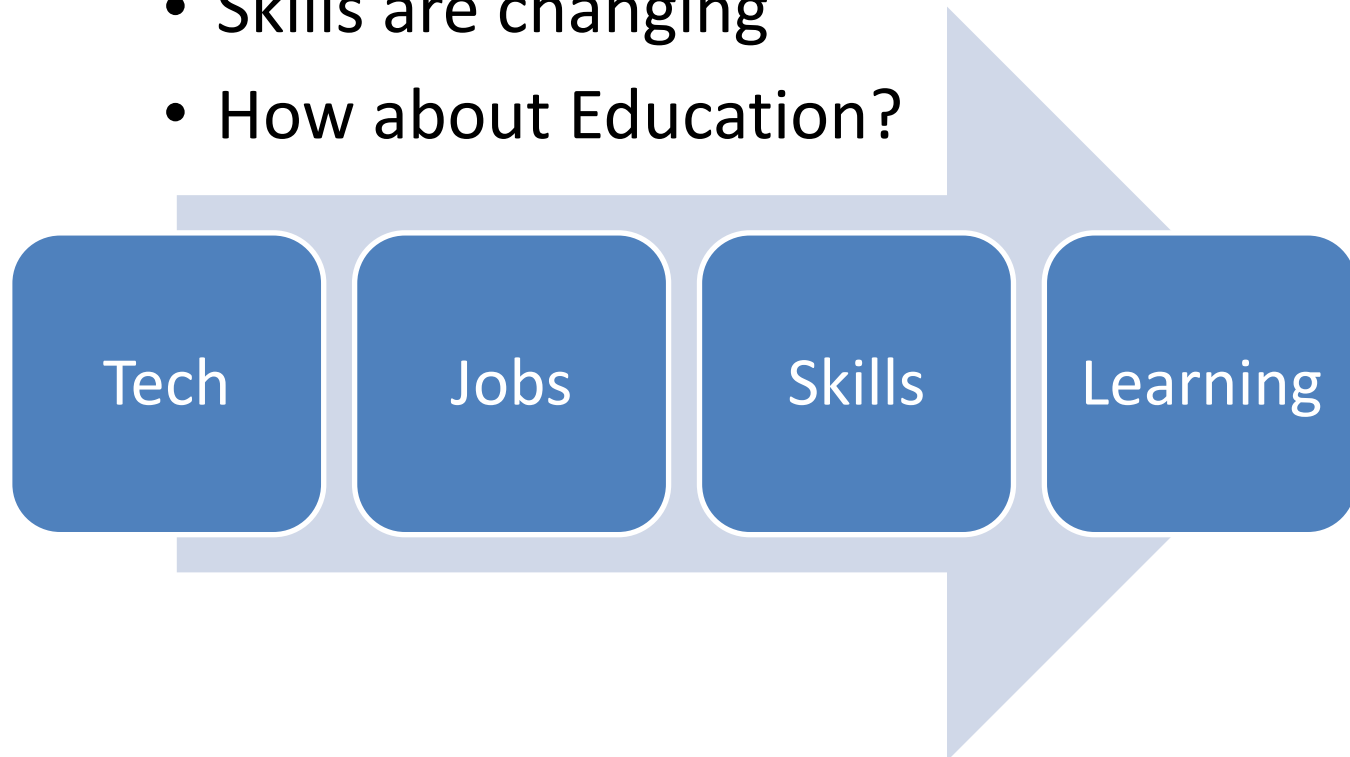 • Skills are changing
• How about Education?
Tech
Jobs
Skills
Learning